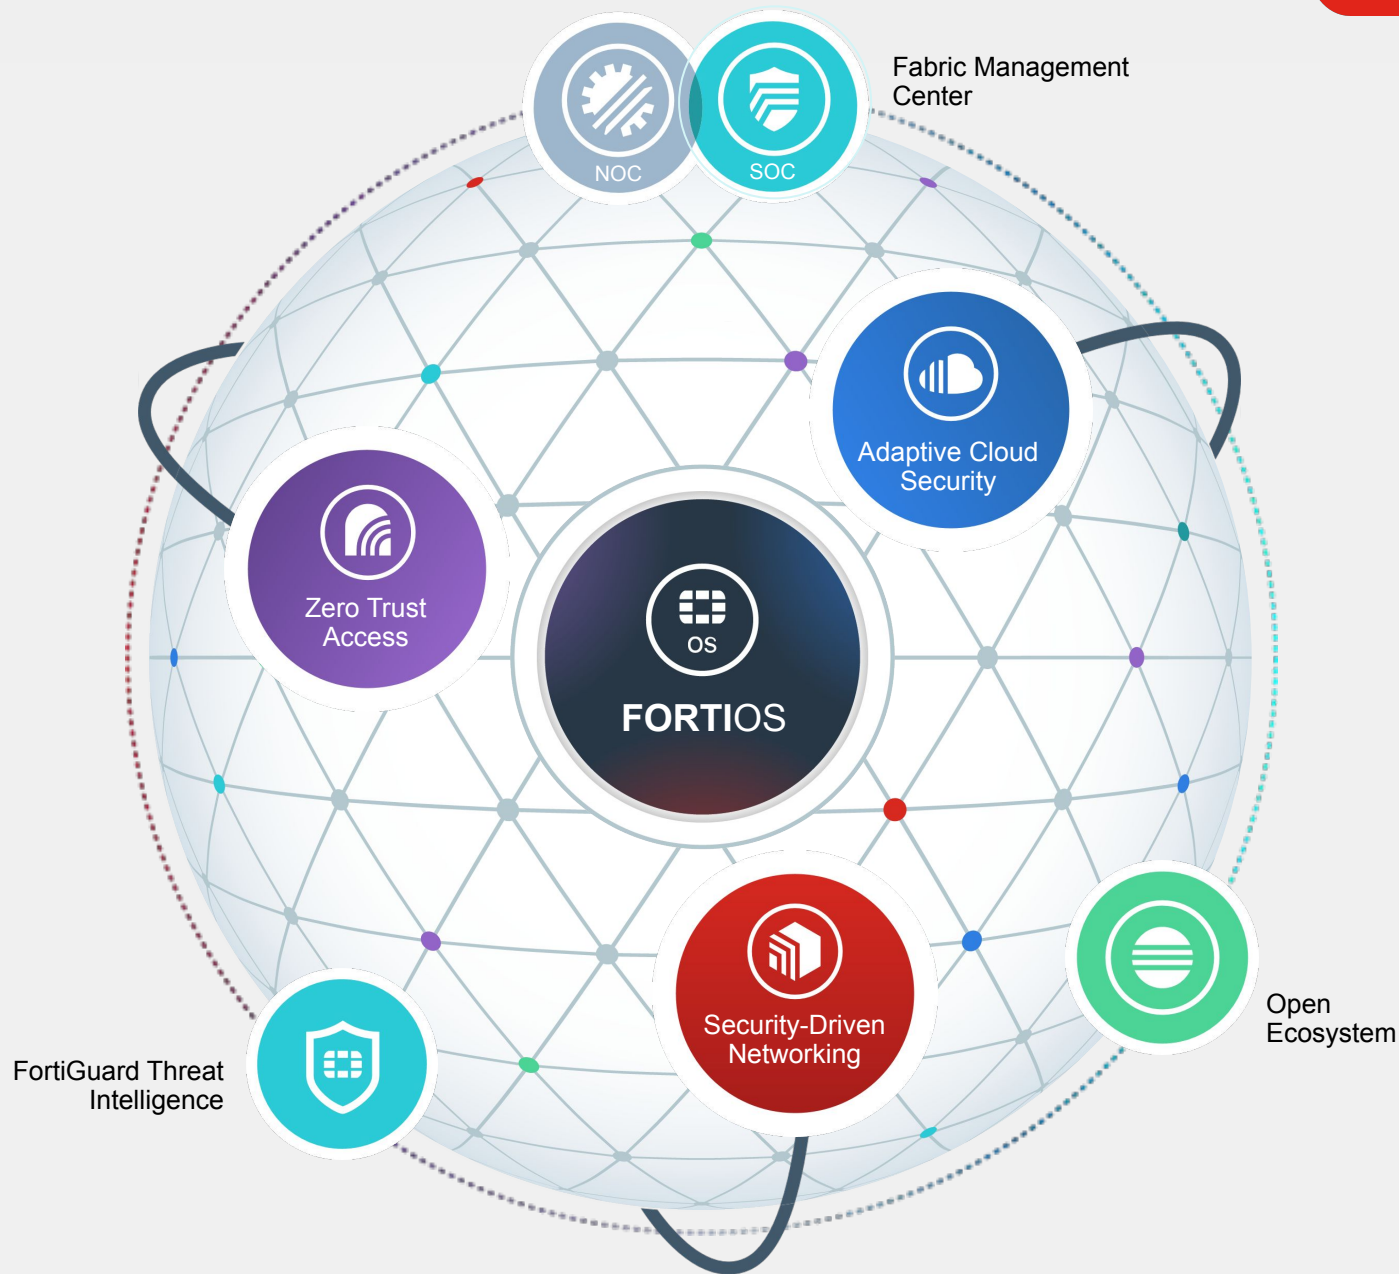 Fabric Management
Center
NOC
SOC
Adaptive Cloud
Security
Zero Trust
Access
OS
FORTIOS
Security-Driven
Networking
Open
Ecosystem
FortiGuard Threat
Intelligence